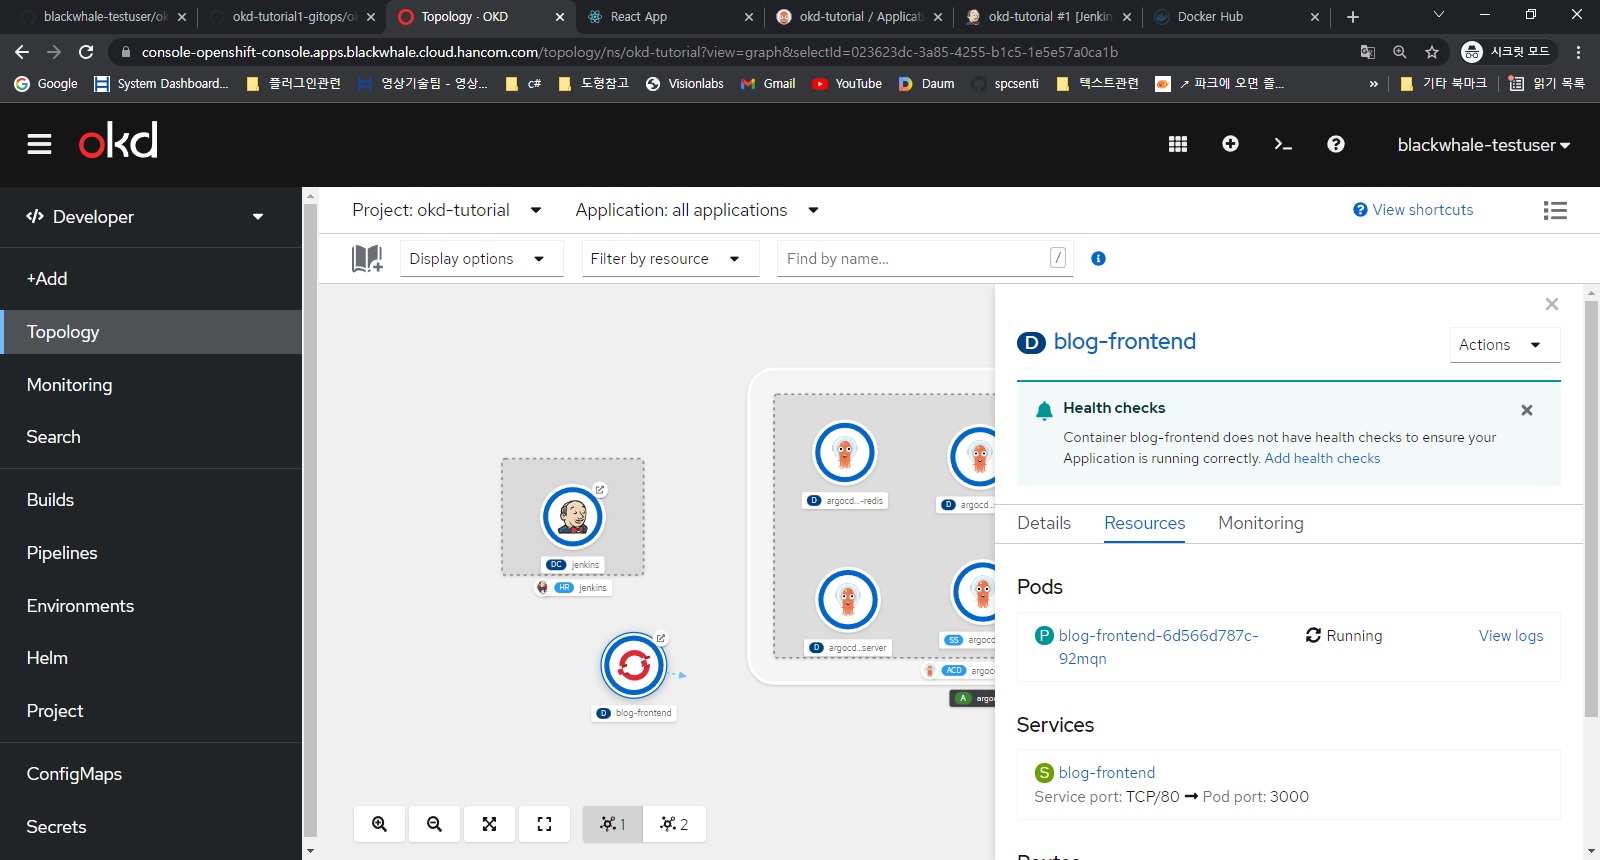 blackwhale-testuser/ok
okd-tutorial1-gitops/ol
Topology · OKD
React App
okd-tutorial / Applicati
okd-tutorial #1 [Jenkin
Docker Hub
console-openshift-console.apps.blackwhale.cloud.hancom.com/topology/ns/okd-tutorial?view=graph&selectId=023623dc-3a85-4255-b1c5-1e5e57a0ca1b
시크릿 모드
Google
System Dashboard...
플러그인관련
영상기술팀 - 영상...
c#
도형참고
Visionlabs
Gmail
YouTube
Daum
spcsenti
텍스트관련
↗ 파크에 오면 즐...
»
기타 북마크
읽기 목록
okd
blackwhale-testuser
Developer
+Add
Topology
Monitoring
Search
Builds
Pipelines
Environments
Helm
Project
ConfigMaps
Secrets
Project: okd-tutorial
Application: all applications
View shortcuts
Display options
Filter by resource
Find by name...
/
DC jenkins
HR jenkins
D blog-frontend
D argocd...-redis
D argocd...
D argocd...server
SS argocd
ACD argoc
A argo
1
2
D blog-frontend
Actions
Health checks
Container blog-frontend does not have health checks to ensure your
Application is running correctly. Add health checks
Details
Resources
Monitoring
Pods
P blog-frontend-6d566d787c-
92mqn
Running
View logs
Services
S blog-frontend
Service port: TCP/80 → Pod port: 3000
Routes